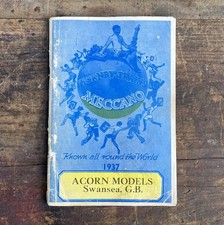 MECCANO
Known all round the World
1937
ACORN MODELS
Swansea, G.B.